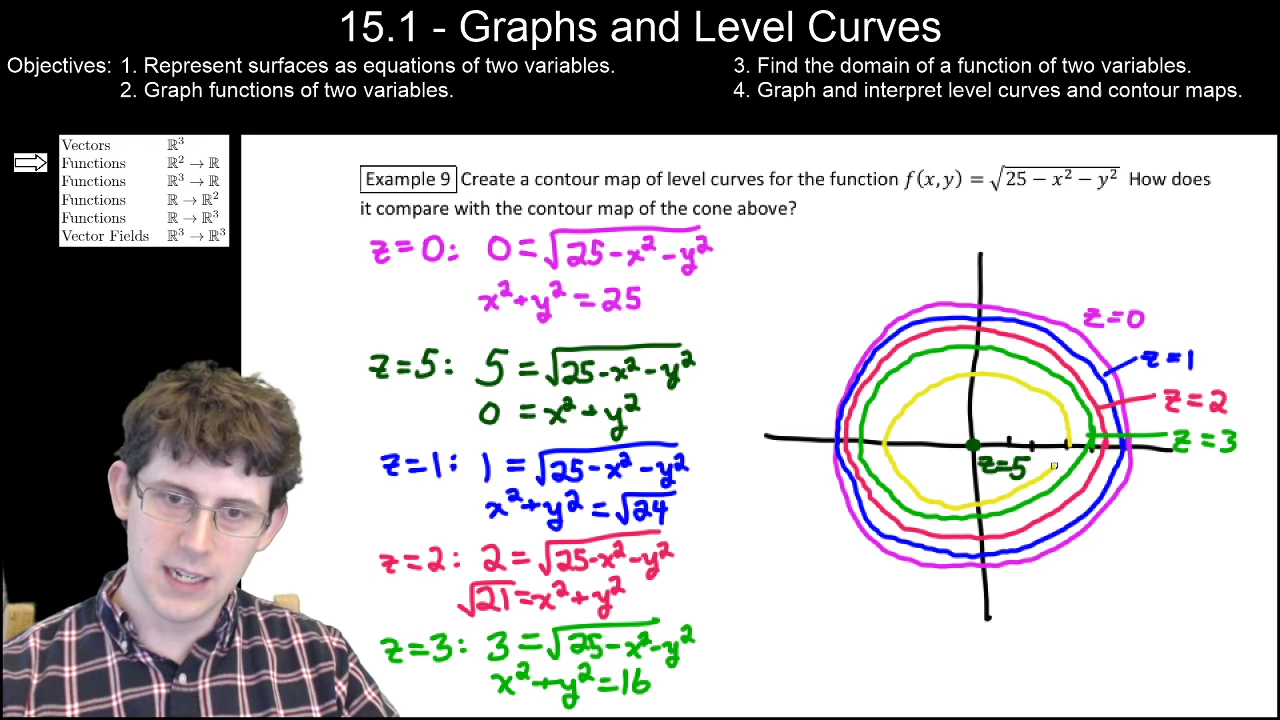 15.1 - Graphs and Level Curves
Objectives: 1. Represent surfaces as equations of two variables.
2. Graph functions of two variables.
3. Find the domain of a function of two variables.
4. Graph and interpret level curves and contour maps.
Vectors ℝ³
Functions ℝ² → ℝ
Functions ℝ³ → ℝ
Functions ℝ → ℝ²
Functions ℝ → ℝ³
Vector Fields ℝ³ → ℝ³
Example 9 Create a contour map of level curves for the function f(x, y) = √(25 − x² − y²) How does
it compare with the contour map of the cone above?
z=0: 0=√(25-x²-y²)
x²+y²=25
z=5: 5=√(25-x²-y²)
0 = x²+y²
z=1: 1=√(25-x²-y²)
x²+y²=√24
z=2: 2=√(25-x²-y²)
√21=x²+y²
z=3: 3=√(25-x²-y²)
x²+y²=16
z=0
z=1
z=2
z=3
z=5